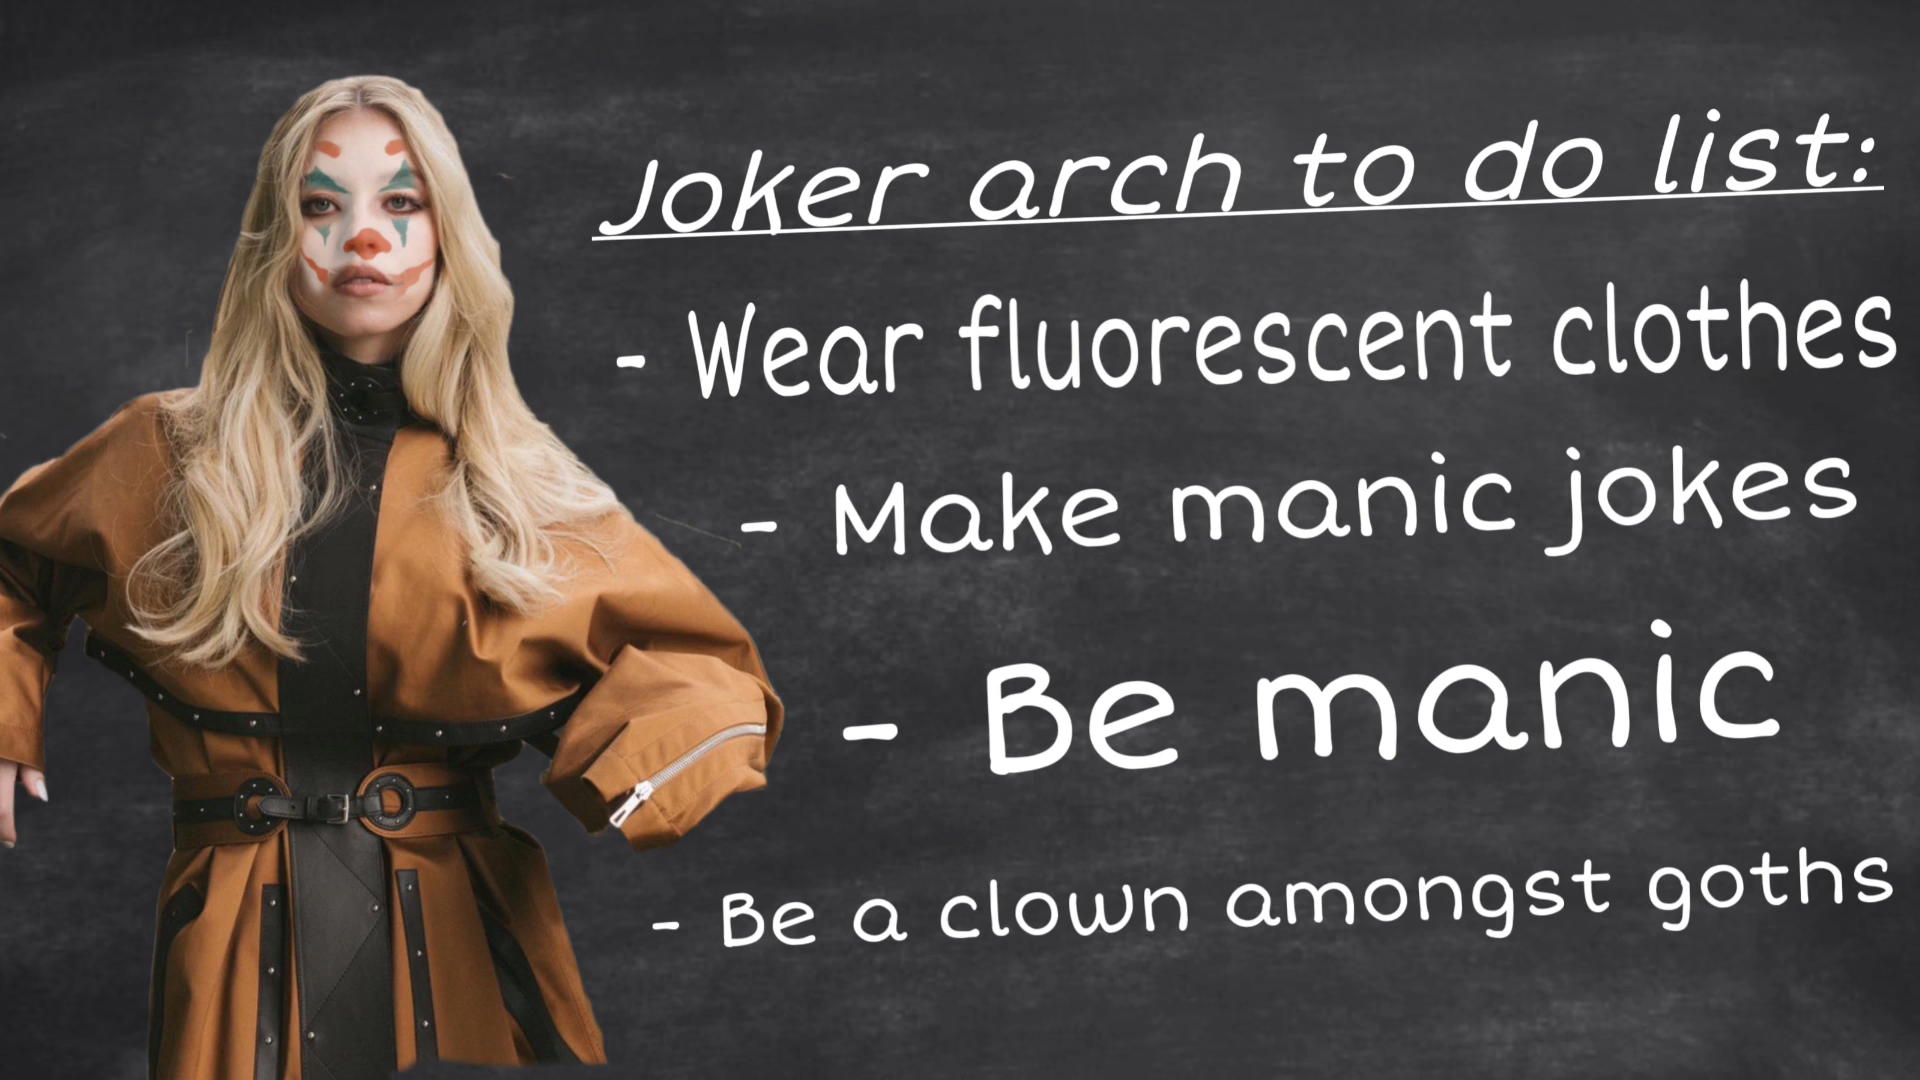 Joker arch to do list:
- Wear fluorescent clothes
- Make manic jokes
- Be manic
- Be a clown amongst goths